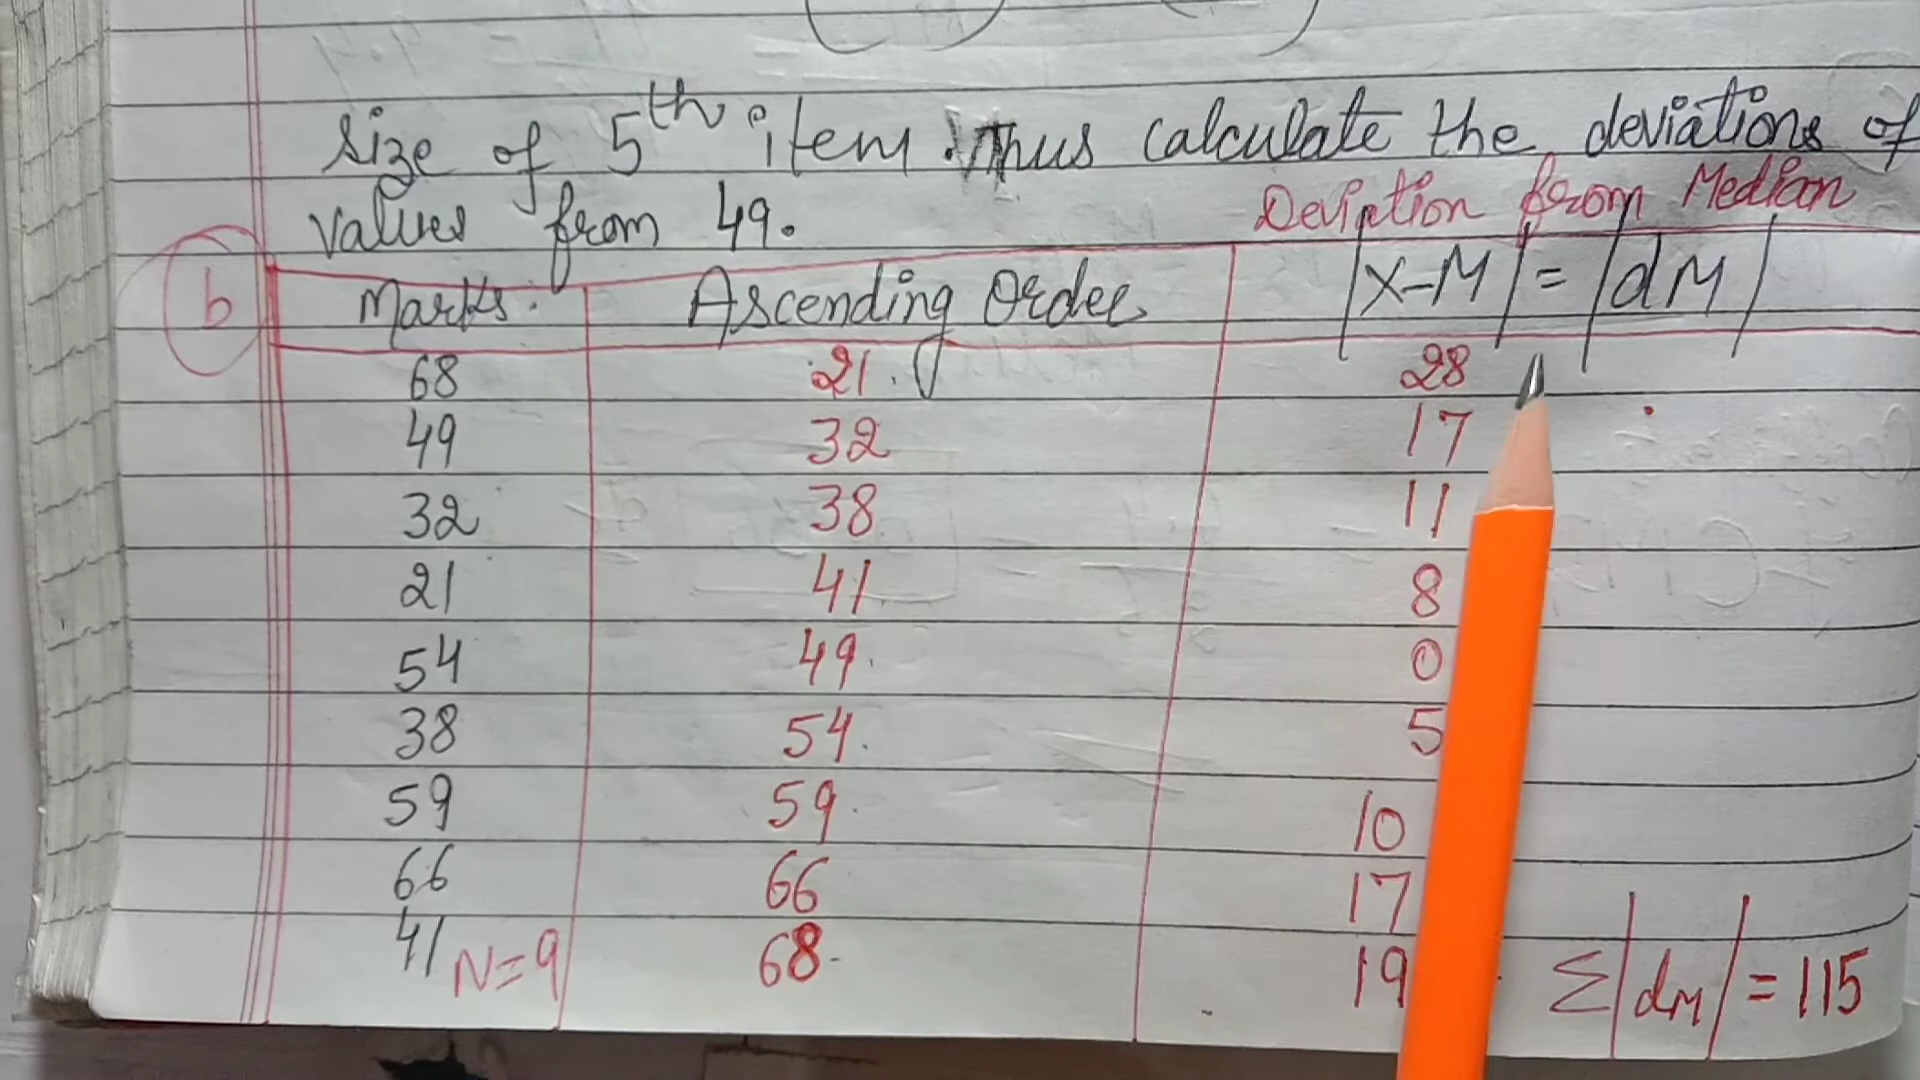 size of 5th item. Thus calculate the deviations of
values from 49.
Deviation from Median
b
Marks. Ascending Order |X-M| = |dM|
68 21. 28
49 32 17
32 38 11
21 41 8
54 49. 0
38 54. 5
59 59. 10
66 66 17
41 N=9 68- 19 Σ|dM| = 115